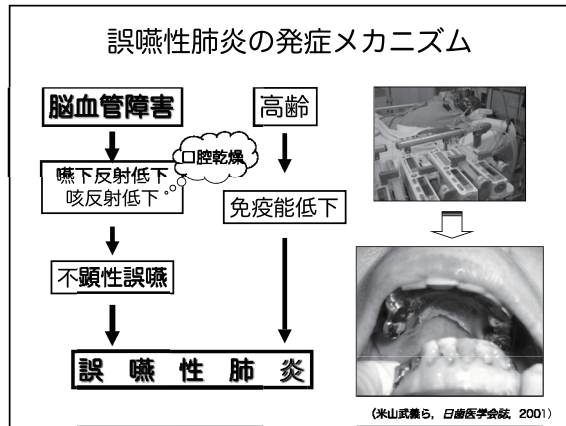 誤嚥性肺炎の発症メカニズム
脳血管障害
高齢
口腔乾燥
嚥下反射低下
咳反射低下
免疫能低下
不顕性誤嚥
誤嚥性肺炎
(米山武義ら, 日歯医学会誌, 2001)